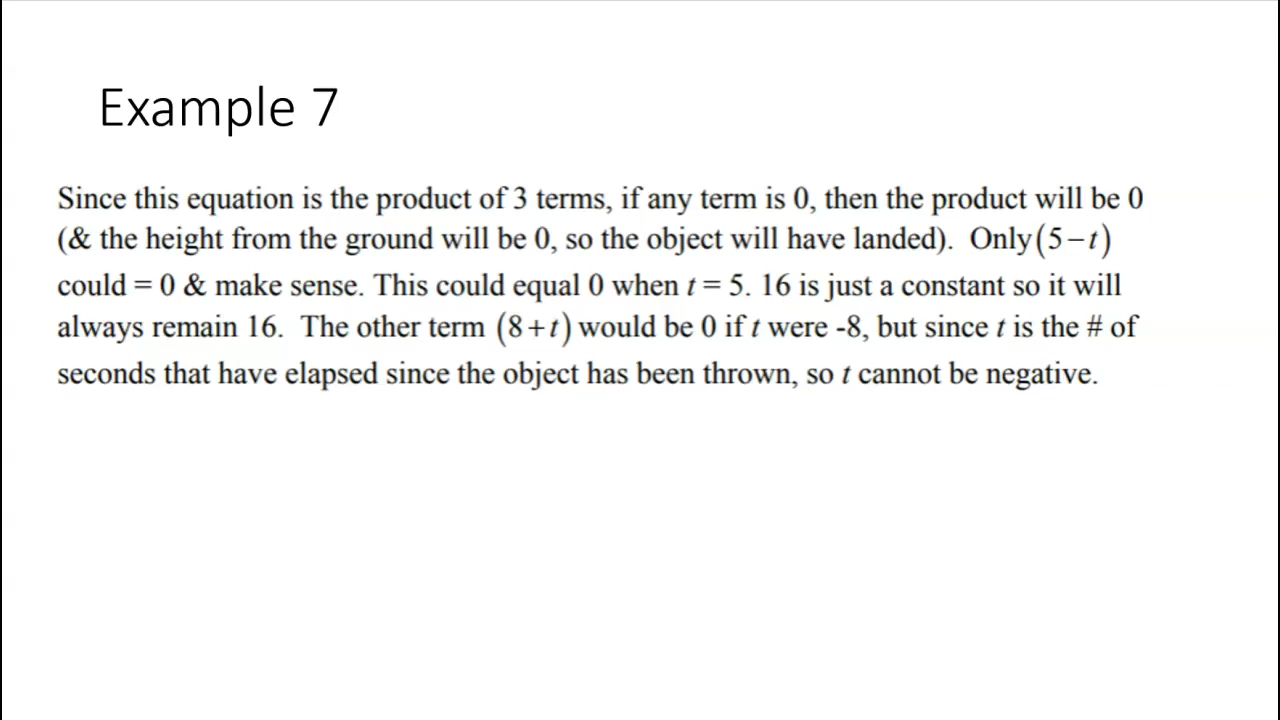 Example 7
Since this equation is the product of 3 terms, if any term is 0, then the product will be 0
(& the height from the ground will be 0, so the object will have landed).  Only (5 − t)
could = 0 & make sense. This could equal 0 when t = 5. 16 is just a constant so it will
always remain 16.  The other term (8 + t) would be 0 if t were -8, but since t is the # of
seconds that have elapsed since the object has been thrown, so t cannot be negative.